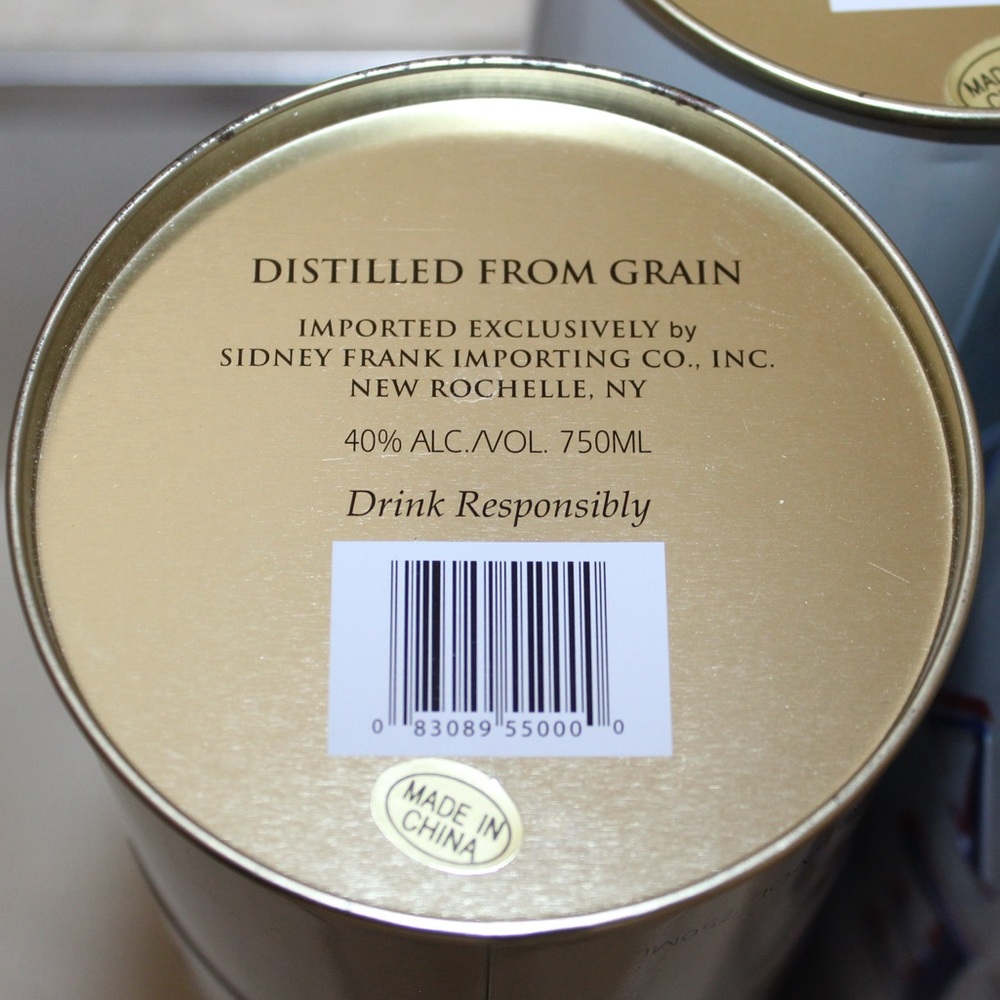 DISTILLED FROM GRAIN
IMPORTED EXCLUSIVELY by
SIDNEY FRANK IMPORTING CO., INC.
NEW ROCHELLE, NY
40% ALC./VOL. 750ML
Drink Responsibly
0 83089 55000 0
MADE IN
CHINA
750ML